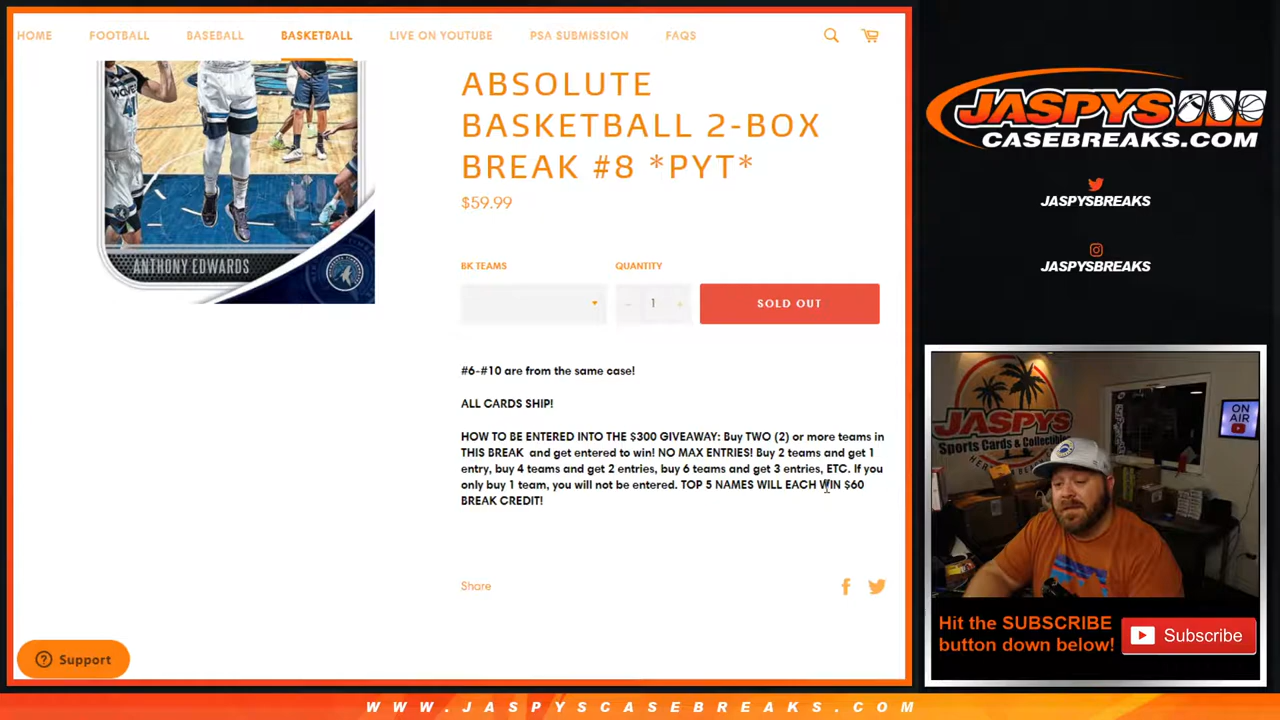 HOME FOOTBALL BASEBALL BASKETBALL LIVE ON YOUTUBE PSA SUBMISSION FAQS
WOLVES
41
ANTHONY EDWARDS
ABSOLUTE
BASKETBALL 2-BOX
BREAK #8 *PYT*
$59.99
BK TEAMS QUANTITY
1 SOLD OUT
#6-#10 are from the same case!
ALL CARDS SHIP!
HOW TO BE ENTERED INTO THE $300 GIVEAWAY: Buy TWO (2) or more teams in
THIS BREAK and get entered to win! NO MAX ENTRIES! Buy 2 teams and get 1
entry, buy 4 teams and get 2 entries, buy 6 teams and get 3 entries, ETC. If you
only buy 1 team, you will not be entered. TOP 5 NAMES WILL EACH WIN $60
BREAK CREDIT!
Share
Support
JASPYS
CASEBREAKS.COM
JASPYSBREAKS
JASPYSBREAKS
JASPYS
Sports Cards & Collectibles
ON
AIR
Hit the SUBSCRIBE
button down below!
Subscribe
WWW.JASPYSCASEBREAKS.COM